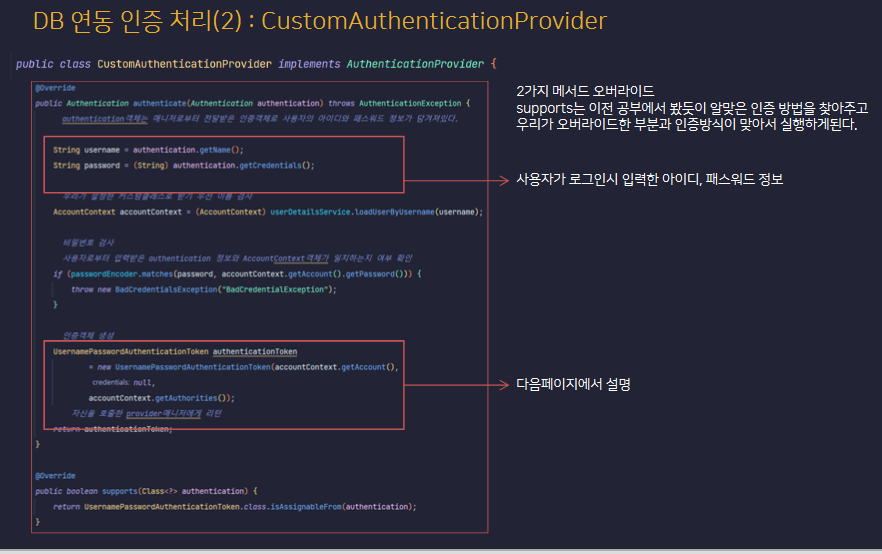 DB 연동 인증 처리(2) : CustomAuthenticationProvider
public class CustomAuthenticationProvider implements AuthenticationProvider {
@Override
public Authentication authenticate(Authentication authentication) throws AuthenticationException {
authentication객체는 매니저로부터 전달받은 인증객체로 사용자의 아이디와 패스워드 정보가 담겨져있다.
String username = authentication.getName();
String password = (String) authentication.getCredentials();
우리가 설정한 커스텀클래스로 받기 우선 이름 검사
AccountContext accountContext = (AccountContext) userDetailsService.loadUserByUsername(username);
비밀번호 검사
사용자로부터 입력받은 authentication 정보와 AccountContext객체가 일치하는지 여부 확인
if (passwordEncoder.matches(password, accountContext.getAccount().getPassword())) {
throw new BadCredentialsException("BadCredentialException");
}
인증객체 생성
UsernamePasswordAuthenticationToken authenticationToken
= new UsernamePasswordAuthenticationToken(accountContext.getAccount(),
credentials: null,
accountContext.getAuthorities());
자신을 호출한 provider매니저에게 리턴
return authenticationToken;
}
@Override
public boolean supports(Class<?> authentication) {
return UsernamePasswordAuthenticationToken.class.isAssignableFrom(authentication);
}
2가지 메서드 오버라이드
supports는 이전 공부에서 봤듯이 알맞은 인증 방법을 찾아주고
우리가 오버라이드한 부분과 인증방식이 맞아서 실행하게된다.
사용자가 로그인시 입력한 아이디, 패스워드 정보
다음페이지에서 설명